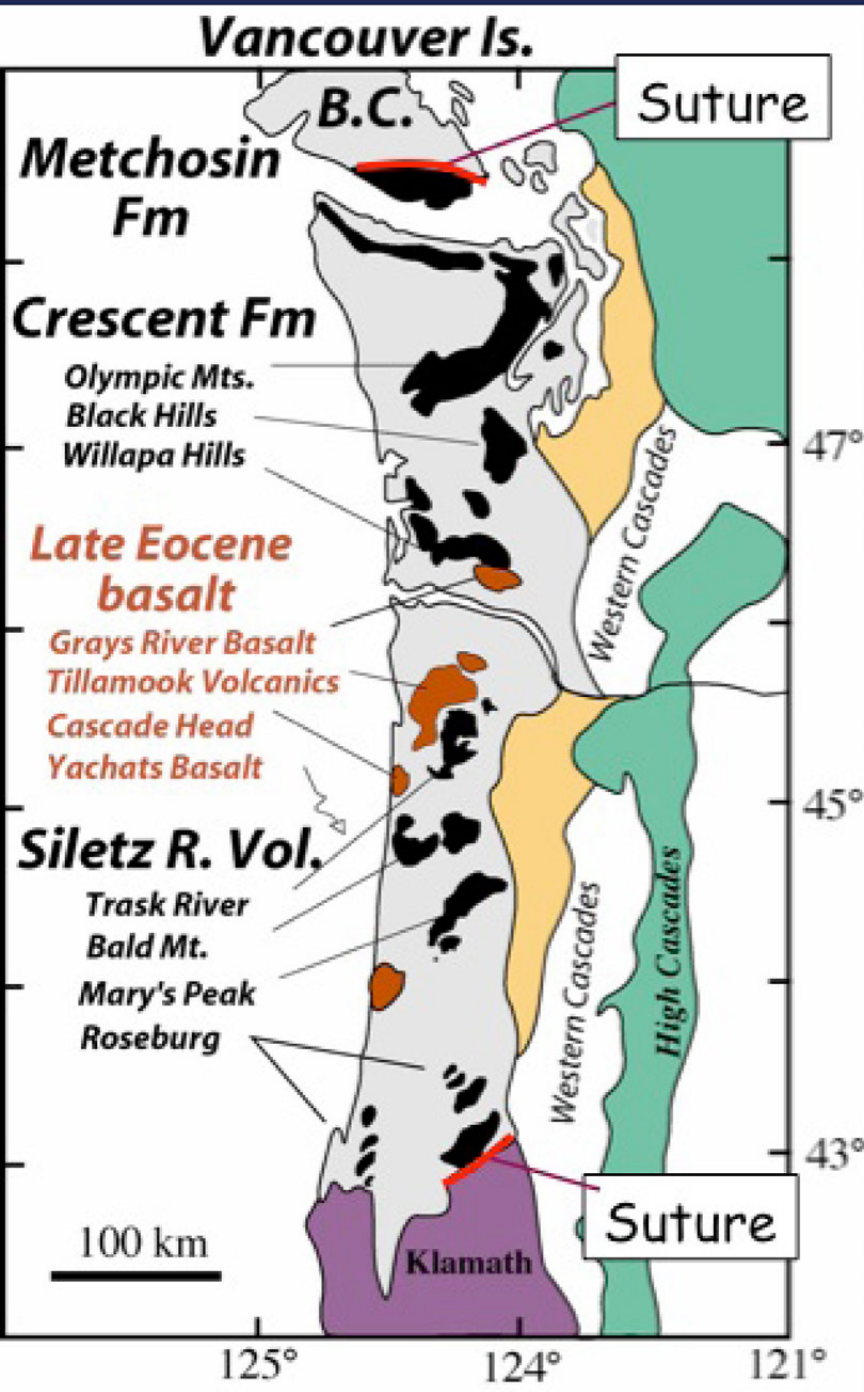 Vancouver Is.
B.C.
Suture
Metchosin
Fm
Crescent Fm
Olympic Mts.
Black Hills
Willapa Hills
47°
Western Cascades
Late Eocene
basalt
Grays River Basalt
Tillamook Volcanics
Cascade Head
Yachats Basalt
45°
Siletz R. Vol.
Trask River
Bald Mt.
Mary's Peak
Roseburg
High Cascades
Western Cascades
43°
Suture
100 km
Klamath
125°
124°
121°